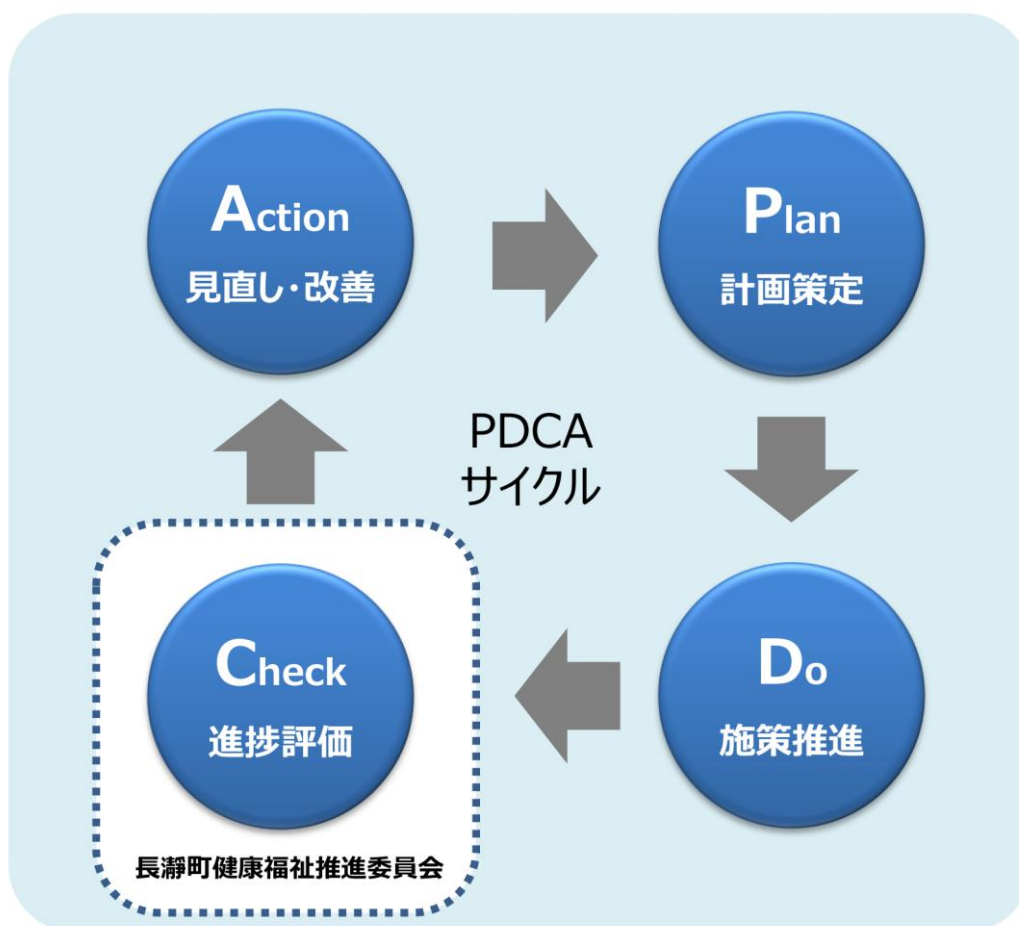 Action
見直し・改善
Plan
計画策定
PDCA
サイクル
Check
進捗評価
Do
施策推進
長瀞町健康福祉推進委員会